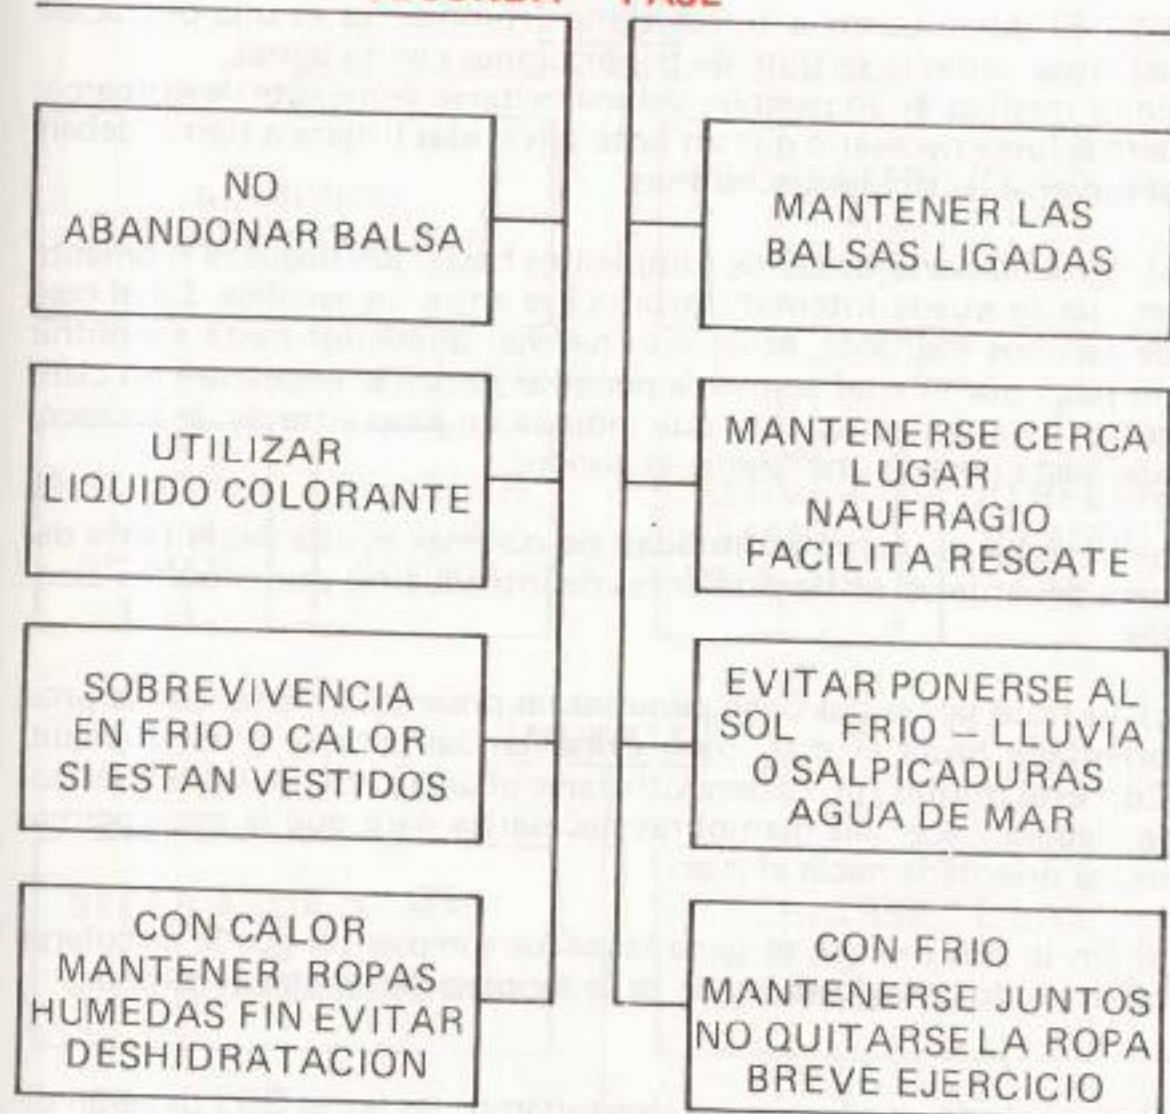 FASE
NO
ABANDONAR BALSA
MANTENER LAS
BALSAS LIGADAS
UTILIZAR
LIQUIDO COLORANTE
MANTENERSE CERCA
LUGAR
NAUFRAGIO
FACILITA RESCATE
SOBREVIVENCIA
EN FRIO O CALOR
SI ESTAN VESTIDOS
EVITAR PONERSE AL
SOL FRIO – LLUVIA
O SALPICADURAS
AGUA DE MAR
CON CALOR
MANTENER ROPAS
HUMEDAS FIN EVITAR
DESHIDRATACION
CON FRIO
MANTENERSE JUNTOS
NO QUITARSE LA ROPA
BREVE EJERCICIO